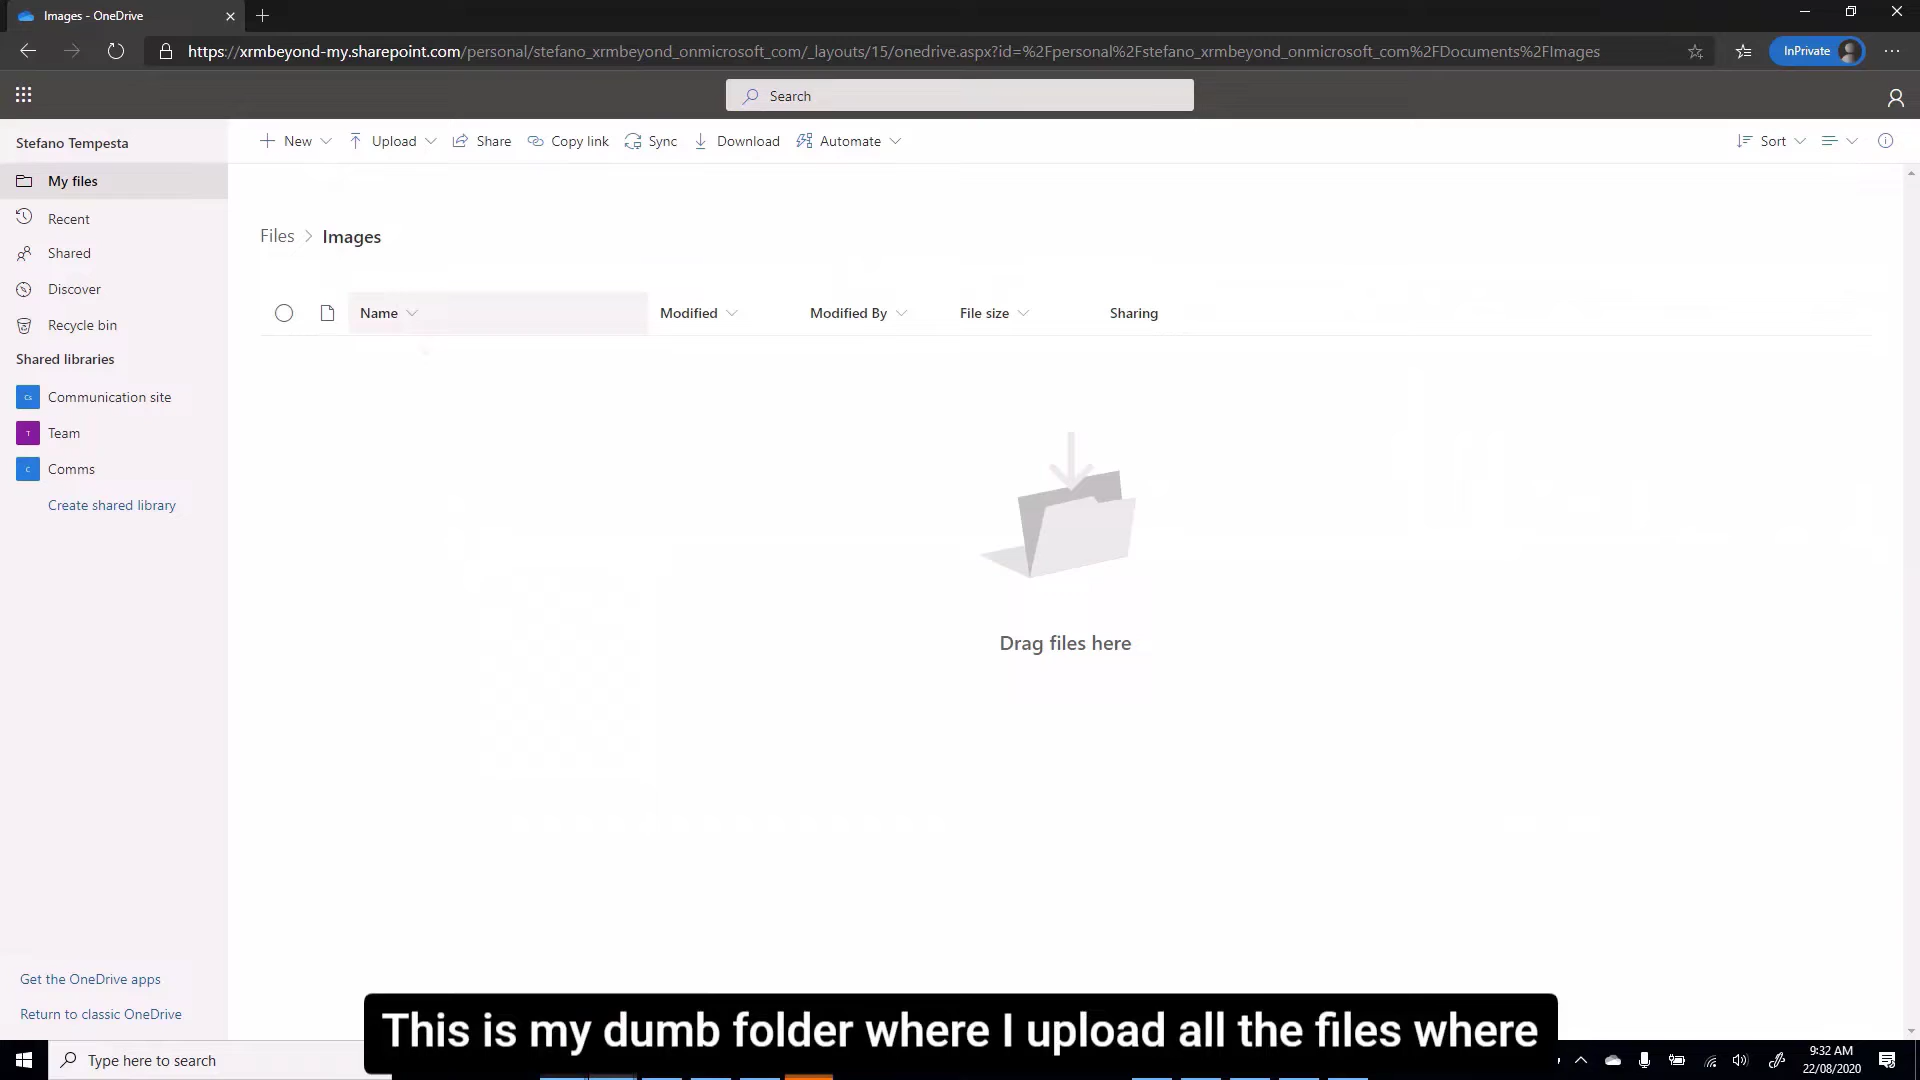 Images - OneDrive
https://xrmbeyond-my.sharepoint.com/personal/stefano_xrmbeyond_onmicrosoft_com/_layouts/15/onedrive.aspx?id=%2Fpersonal%2Fstefano_xrmbeyond_onmicrosoft_com%2FDocuments%2FImages
InPrivate
Search
Stefano Tempesta
New
Upload
Share
Copy link
Sync
Download
Automate
Sort
My files
Recent
Shared
Discover
Recycle bin
Shared libraries
Cs Communication site
T Team
C Comms
Create shared library
Files > Images
Name
Modified
Modified By
File size
Sharing
Drag files here
Get the OneDrive apps
Return to classic OneDrive
This is my dumb folder where I upload all the files where
Type here to search
9:32 AM
22/08/2020